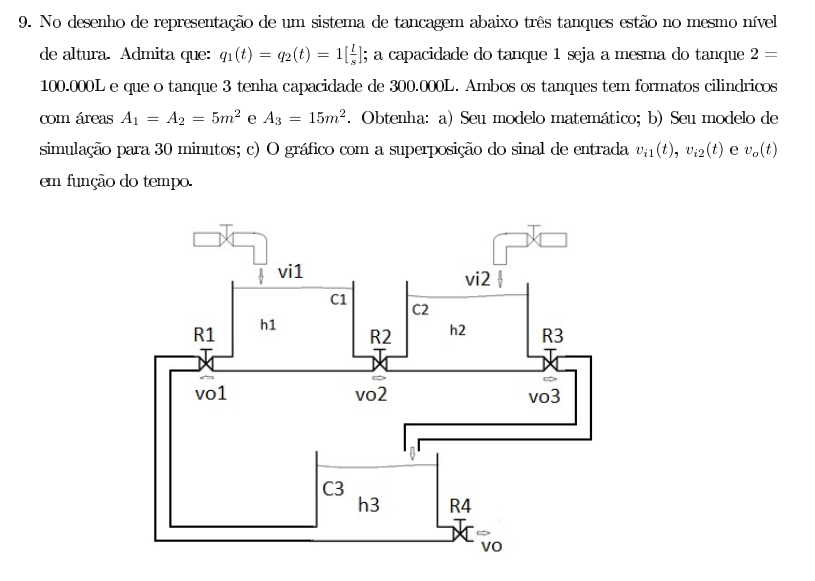 9. No desenho de representação de um sistema de tancagem abaixo três tanques estão no mesmo nível
de altura. Admita que: q₁(t) = q₂(t) = 1[l/s]; a capacidade do tanque 1 seja a mesma do tanque 2 =
100.000L e que o tanque 3 tenha capacidade de 300.000L. Ambos os tanques tem formatos cilindricos
com áreas A₁ = A₂ = 5m² e A₃ = 15m². Obtenha: a) Seu modelo matemático; b) Seu modelo de
simulação para 30 minutos; c) O gráfico com a superposição do sinal de entrada vᵢ₁(t), vᵢ₂(t) e vₒ(t)
em função do tempo.
vi1
vi2
C1
C2
h1
h2
R1
R2
R3
vo1
vo2
vo3
C3
h3
R4
vo